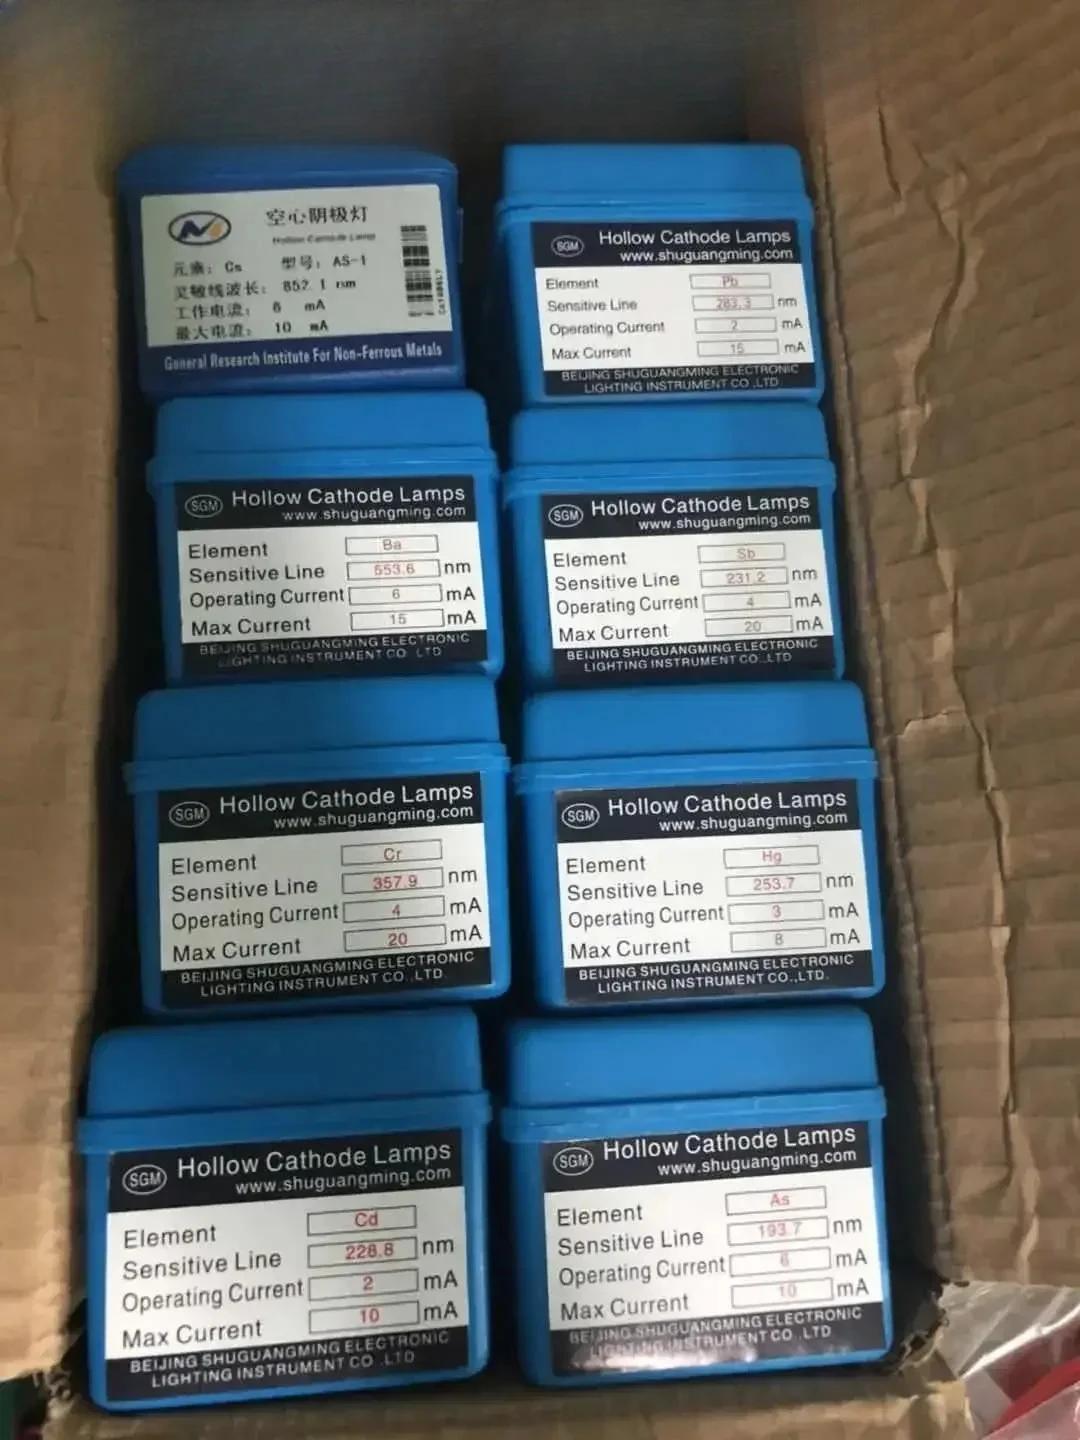 空心阴极灯
Hollow Cathode Lamp
元素: Cs 型号: AS-1
灵敏线波长: 852.1 nm
工作电流: 6 mA
最大电流: 10 mA
General Research Institute For Non-Ferrous Metals
SGM Hollow Cathode Lamps
www.shuguangming.com
Element Pb
Sensitive Line 283.3 nm
Operating Current 2 mA
Max Current 15 mA
BEIJING SHUGUANGMING ELECTRONIC
LIGHTING INSTRUMENT CO.,LTD
SGM Hollow Cathode Lamps
www.shuguangming.com
Element Ba
Sensitive Line 553.6 nm
Operating Current 6 mA
Max Current 15 mA
BEIJING SHUGUANGMING ELECTRONIC
LIGHTING INSTRUMENT CO.,LTD
SGM Hollow Cathode Lamps
www.shuguangming.com
Element Sb
Sensitive Line 231.2 nm
Operating Current 4 mA
Max Current 20 mA
BEIJING SHUGUANGMING ELECTRONIC
LIGHTING INSTRUMENT CO.,LTD
SGM Hollow Cathode Lamps
www.shuguangming.com
Element Cr
Sensitive Line 357.9 nm
Operating Current 4 mA
Max Current 20 mA
BEIJING SHUGUANGMING ELECTRONIC
LIGHTING INSTRUMENT CO.,LTD.
SGM Hollow Cathode Lamps
www.shuguangming.com
Element Hg
Sensitive Line 253.7 nm
Operating Current 3 mA
Max Current 8 mA
BEIJING SHUGUANGMING ELECTRONIC
LIGHTING INSTRUMENT CO.,LTD.
SGM Hollow Cathode Lamps
www.shuguangming.com
Element Cd
Sensitive Line 228.8 nm
Operating Current 2 mA
Max Current 10 mA
BEIJING SHUGUANGMING ELECTRONIC
LIGHTING INSTRUMENT CO.,LTD
SGM Hollow Cathode Lamps
www.shuguangming.com
Element As
Sensitive Line 193.7 nm
Operating Current 6 mA
Max Current 10 mA
BEIJING SHUGUANGMING ELECTRONIC
LIGHTING INSTRUMENT CO.,LTD